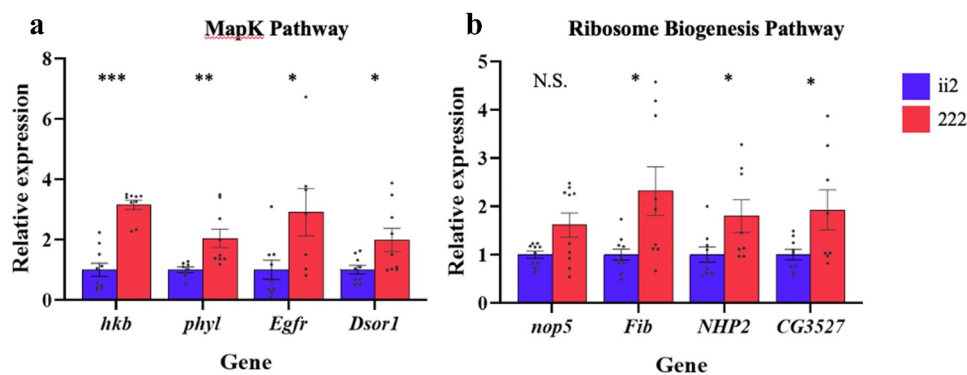 a
MapK Pathway
8
6
4
2
0
Relative expression
*** ** * *
hkb phyl Egfr Dsor1
Gene
b
Ribosome Biogenesis Pathway
5
4
3
2
1
0
Relative expression
N.S. * * *
nop5 Fib NHP2 CG3527
Gene
ii2
222